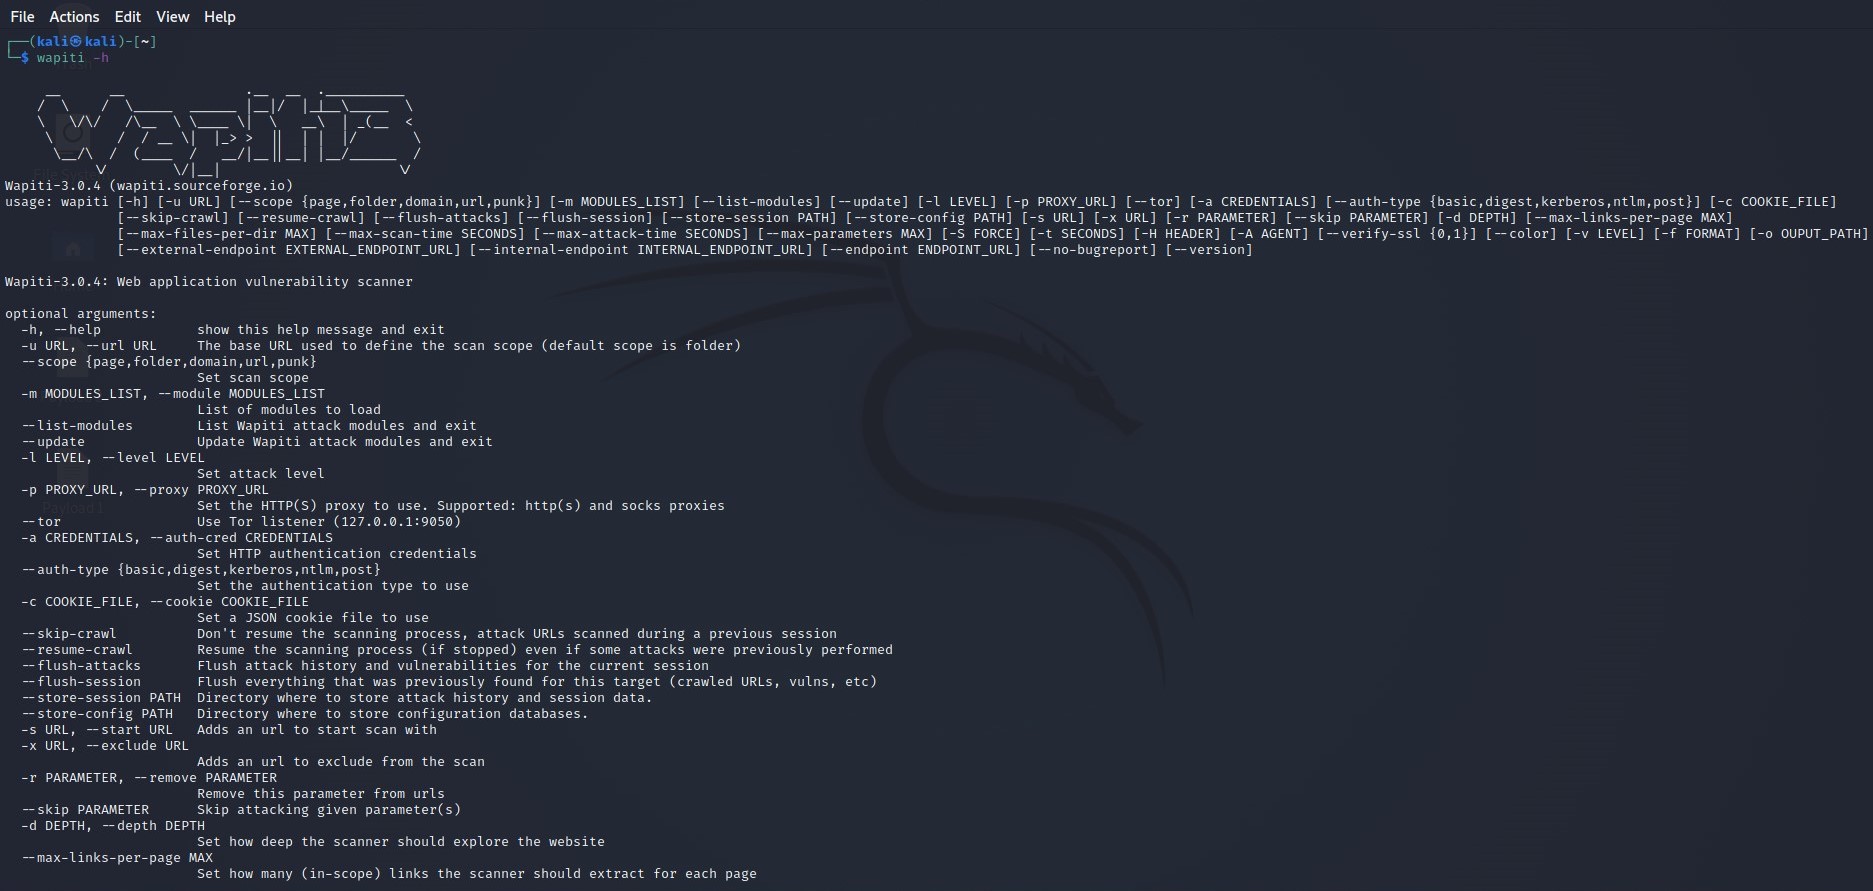 File Actions Edit View Help
┌──(kali㉿kali)-[~]
└─$ wapiti -h
Wapiti-3.0.4 (wapiti.sourceforge.io)
usage: wapiti [-h] [-u URL] [--scope {page,folder,domain,url,punk}] [-m MODULES_LIST] [--list-modules] [--update] [-l LEVEL] [-p PROXY_URL] [--tor] [-a CREDENTIALS] [--auth-type {basic,digest,kerberos,ntlm,post}] [-c COOKIE_FILE]
[--skip-crawl] [--resume-crawl] [--flush-attacks] [--flush-session] [--store-session PATH] [--store-config PATH] [-s URL] [-x URL] [-r PARAMETER] [--skip PARAMETER] [-d DEPTH] [--max-links-per-page MAX]
[--max-files-per-dir MAX] [--max-scan-time SECONDS] [--max-attack-time SECONDS] [--max-parameters MAX] [-S FORCE] [-t SECONDS] [-H HEADER] [-A AGENT] [--verify-ssl {0,1}] [--color] [-v LEVEL] [-f FORMAT] [-o OUPUT_PATH]
[--external-endpoint EXTERNAL_ENDPOINT_URL] [--internal-endpoint INTERNAL_ENDPOINT_URL] [--endpoint ENDPOINT_URL] [--no-bugreport] [--version]
Wapiti-3.0.4: Web application vulnerability scanner
optional arguments:
-h, --help show this help message and exit
-u URL, --url URL The base URL used to define the scan scope (default scope is folder)
--scope {page,folder,domain,url,punk}
Set scan scope
-m MODULES_LIST, --module MODULES_LIST
List of modules to load
--list-modules List Wapiti attack modules and exit
--update Update Wapiti attack modules and exit
-l LEVEL, --level LEVEL
Set attack level
-p PROXY_URL, --proxy PROXY_URL
Set the HTTP(S) proxy to use. Supported: http(s) and socks proxies
--tor Use Tor listener (127.0.0.1:9050)
-a CREDENTIALS, --auth-cred CREDENTIALS
Set HTTP authentication credentials
--auth-type {basic,digest,kerberos,ntlm,post}
Set the authentication type to use
-c COOKIE_FILE, --cookie COOKIE_FILE
Set a JSON cookie file to use
--skip-crawl Don't resume the scanning process, attack URLs scanned during a previous session
--resume-crawl Resume the scanning process (if stopped) even if some attacks were previously performed
--flush-attacks Flush attack history and vulnerabilities for the current session
--flush-session Flush everything that was previously found for this target (crawled URLs, vulns, etc)
--store-session PATH Directory where to store attack history and session data.
--store-config PATH Directory where to store configuration databases.
-s URL, --start URL Adds an url to start scan with
-x URL, --exclude URL
Adds an url to exclude from the scan
-r PARAMETER, --remove PARAMETER
Remove this parameter from urls
--skip PARAMETER Skip attacking given parameter(s)
-d DEPTH, --depth DEPTH
Set how deep the scanner should explore the website
--max-links-per-page MAX
Set how many (in-scope) links the scanner should extract for each page